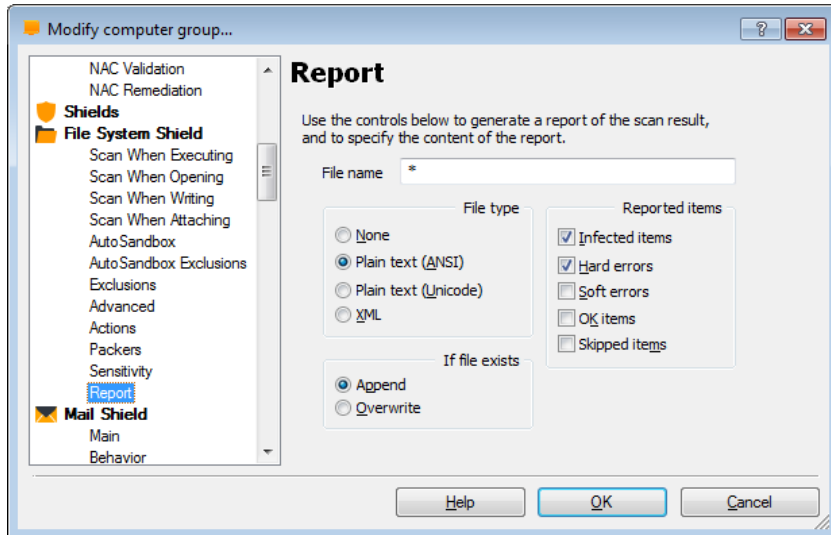 Modify computer group...
NAC Validation
NAC Remediation
Shields
File System Shield
Scan When Executing
Scan When Opening
Scan When Writing
Scan When Attaching
AutoSandbox
AutoSandbox Exclusions
Exclusions
Advanced
Actions
Packers
Sensitivity
Report
Mail Shield
Main
Behavior
Report
Use the controls below to generate a report of the scan result,
and to specify the content of the report.
File name *
File type
None
Plain text (ANSI)
Plain text (Unicode)
XML
Reported items
Infected items
Hard errors
Soft errors
OK items
Skipped items
If file exists
Append
Overwrite
Help OK Cancel